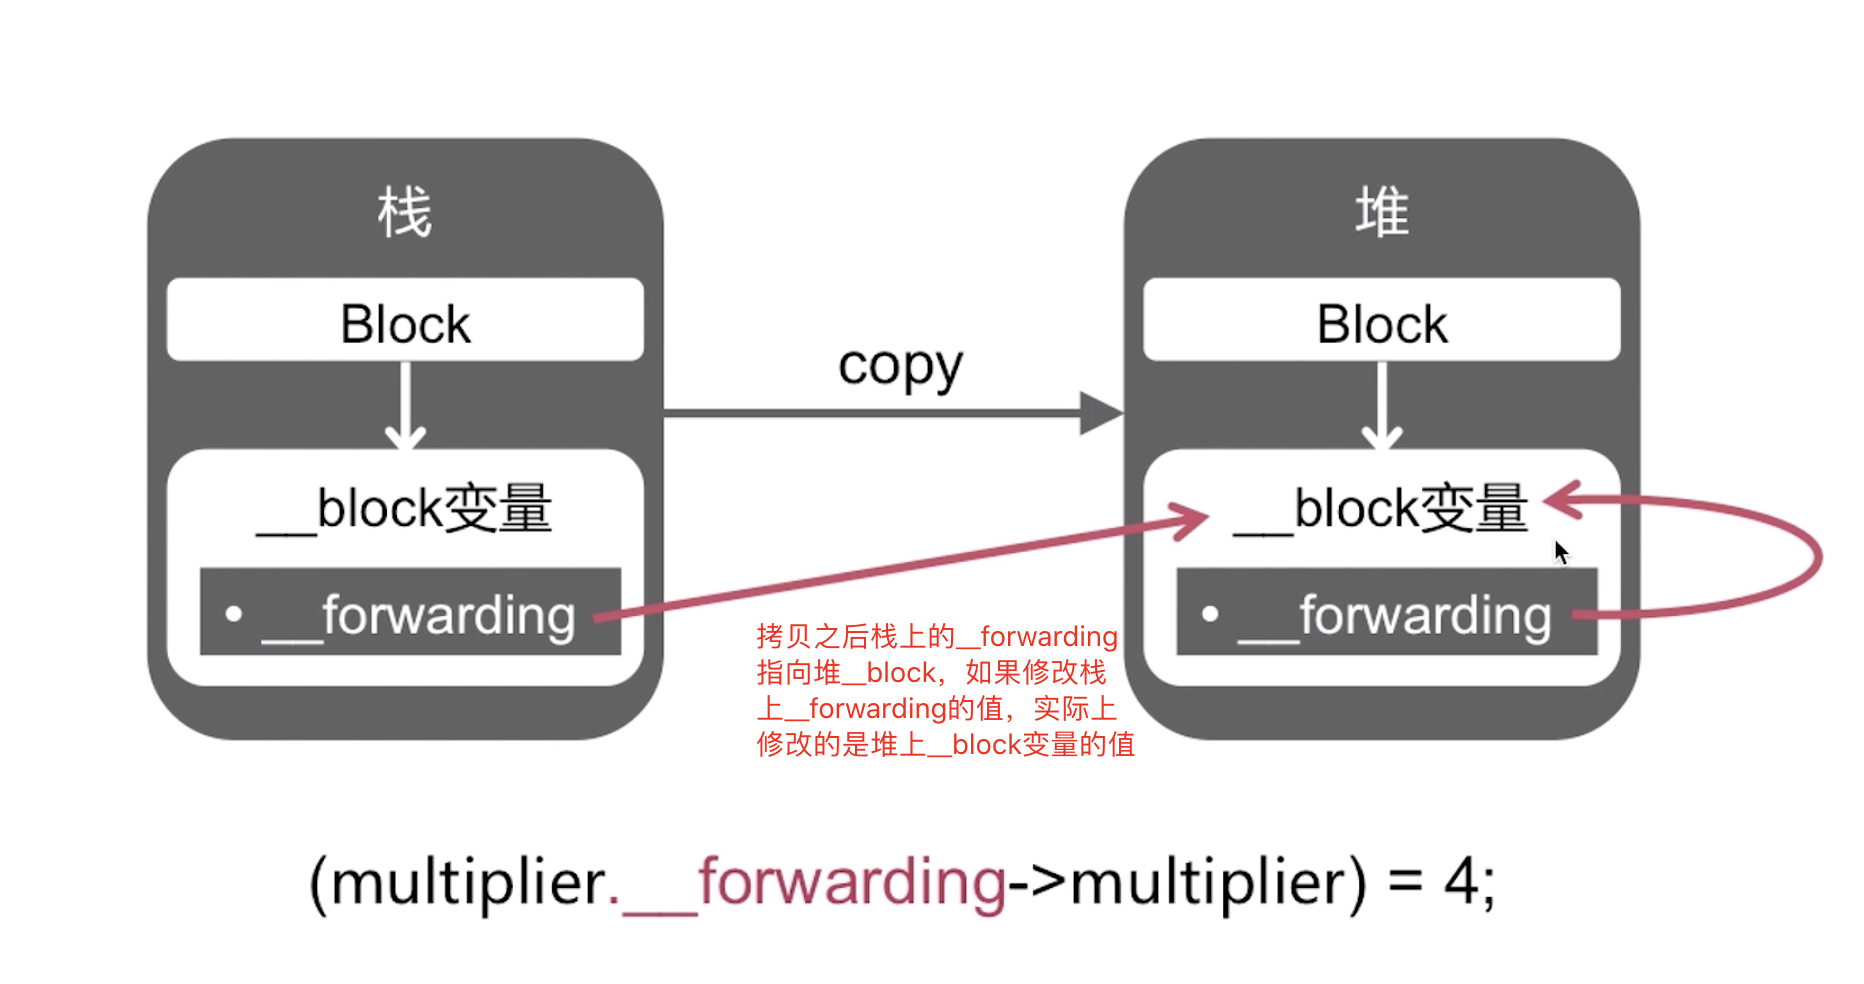 栈
Block
__block变量
• __forwarding
copy
堆
Block
__block变量
• __forwarding
拷贝之后栈上的__forwarding
指向堆__block，如果修改栈
上__forwarding的值，实际上
修改的是堆上__block变量的值
(multiplier.__forwarding->multiplier) = 4;